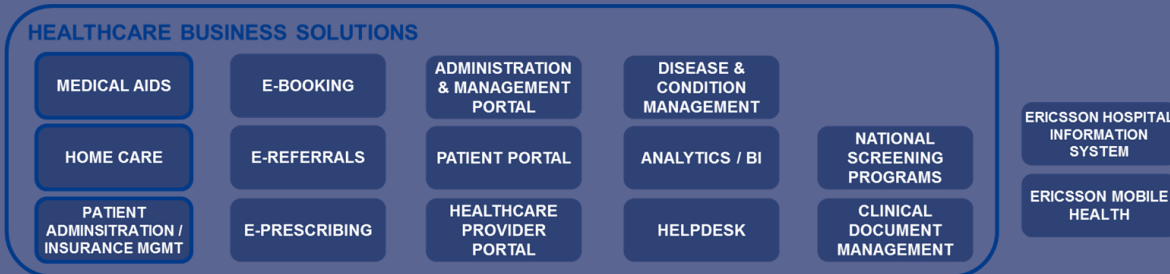 HEALTHCARE BUSINESS SOLUTIONS
MEDICAL AIDS
E-BOOKING
ADMINISTRATION
& MANAGEMENT
PORTAL
DISEASE &
CONDITION
MANAGEMENT
HOME CARE
E-REFERRALS
PATIENT PORTAL
ANALYTICS / BI
NATIONAL
SCREENING
PROGRAMS
PATIENT
ADMINSITRATION /
INSURANCE MGMT
E-PRESCRIBING
HEALTHCARE
PROVIDER
PORTAL
HELPDESK
CLINICAL
DOCUMENT
MANAGEMENT
ERICSSON HOSPITAL
INFORMATION
SYSTEM
ERICSSON MOBILE
HEALTH